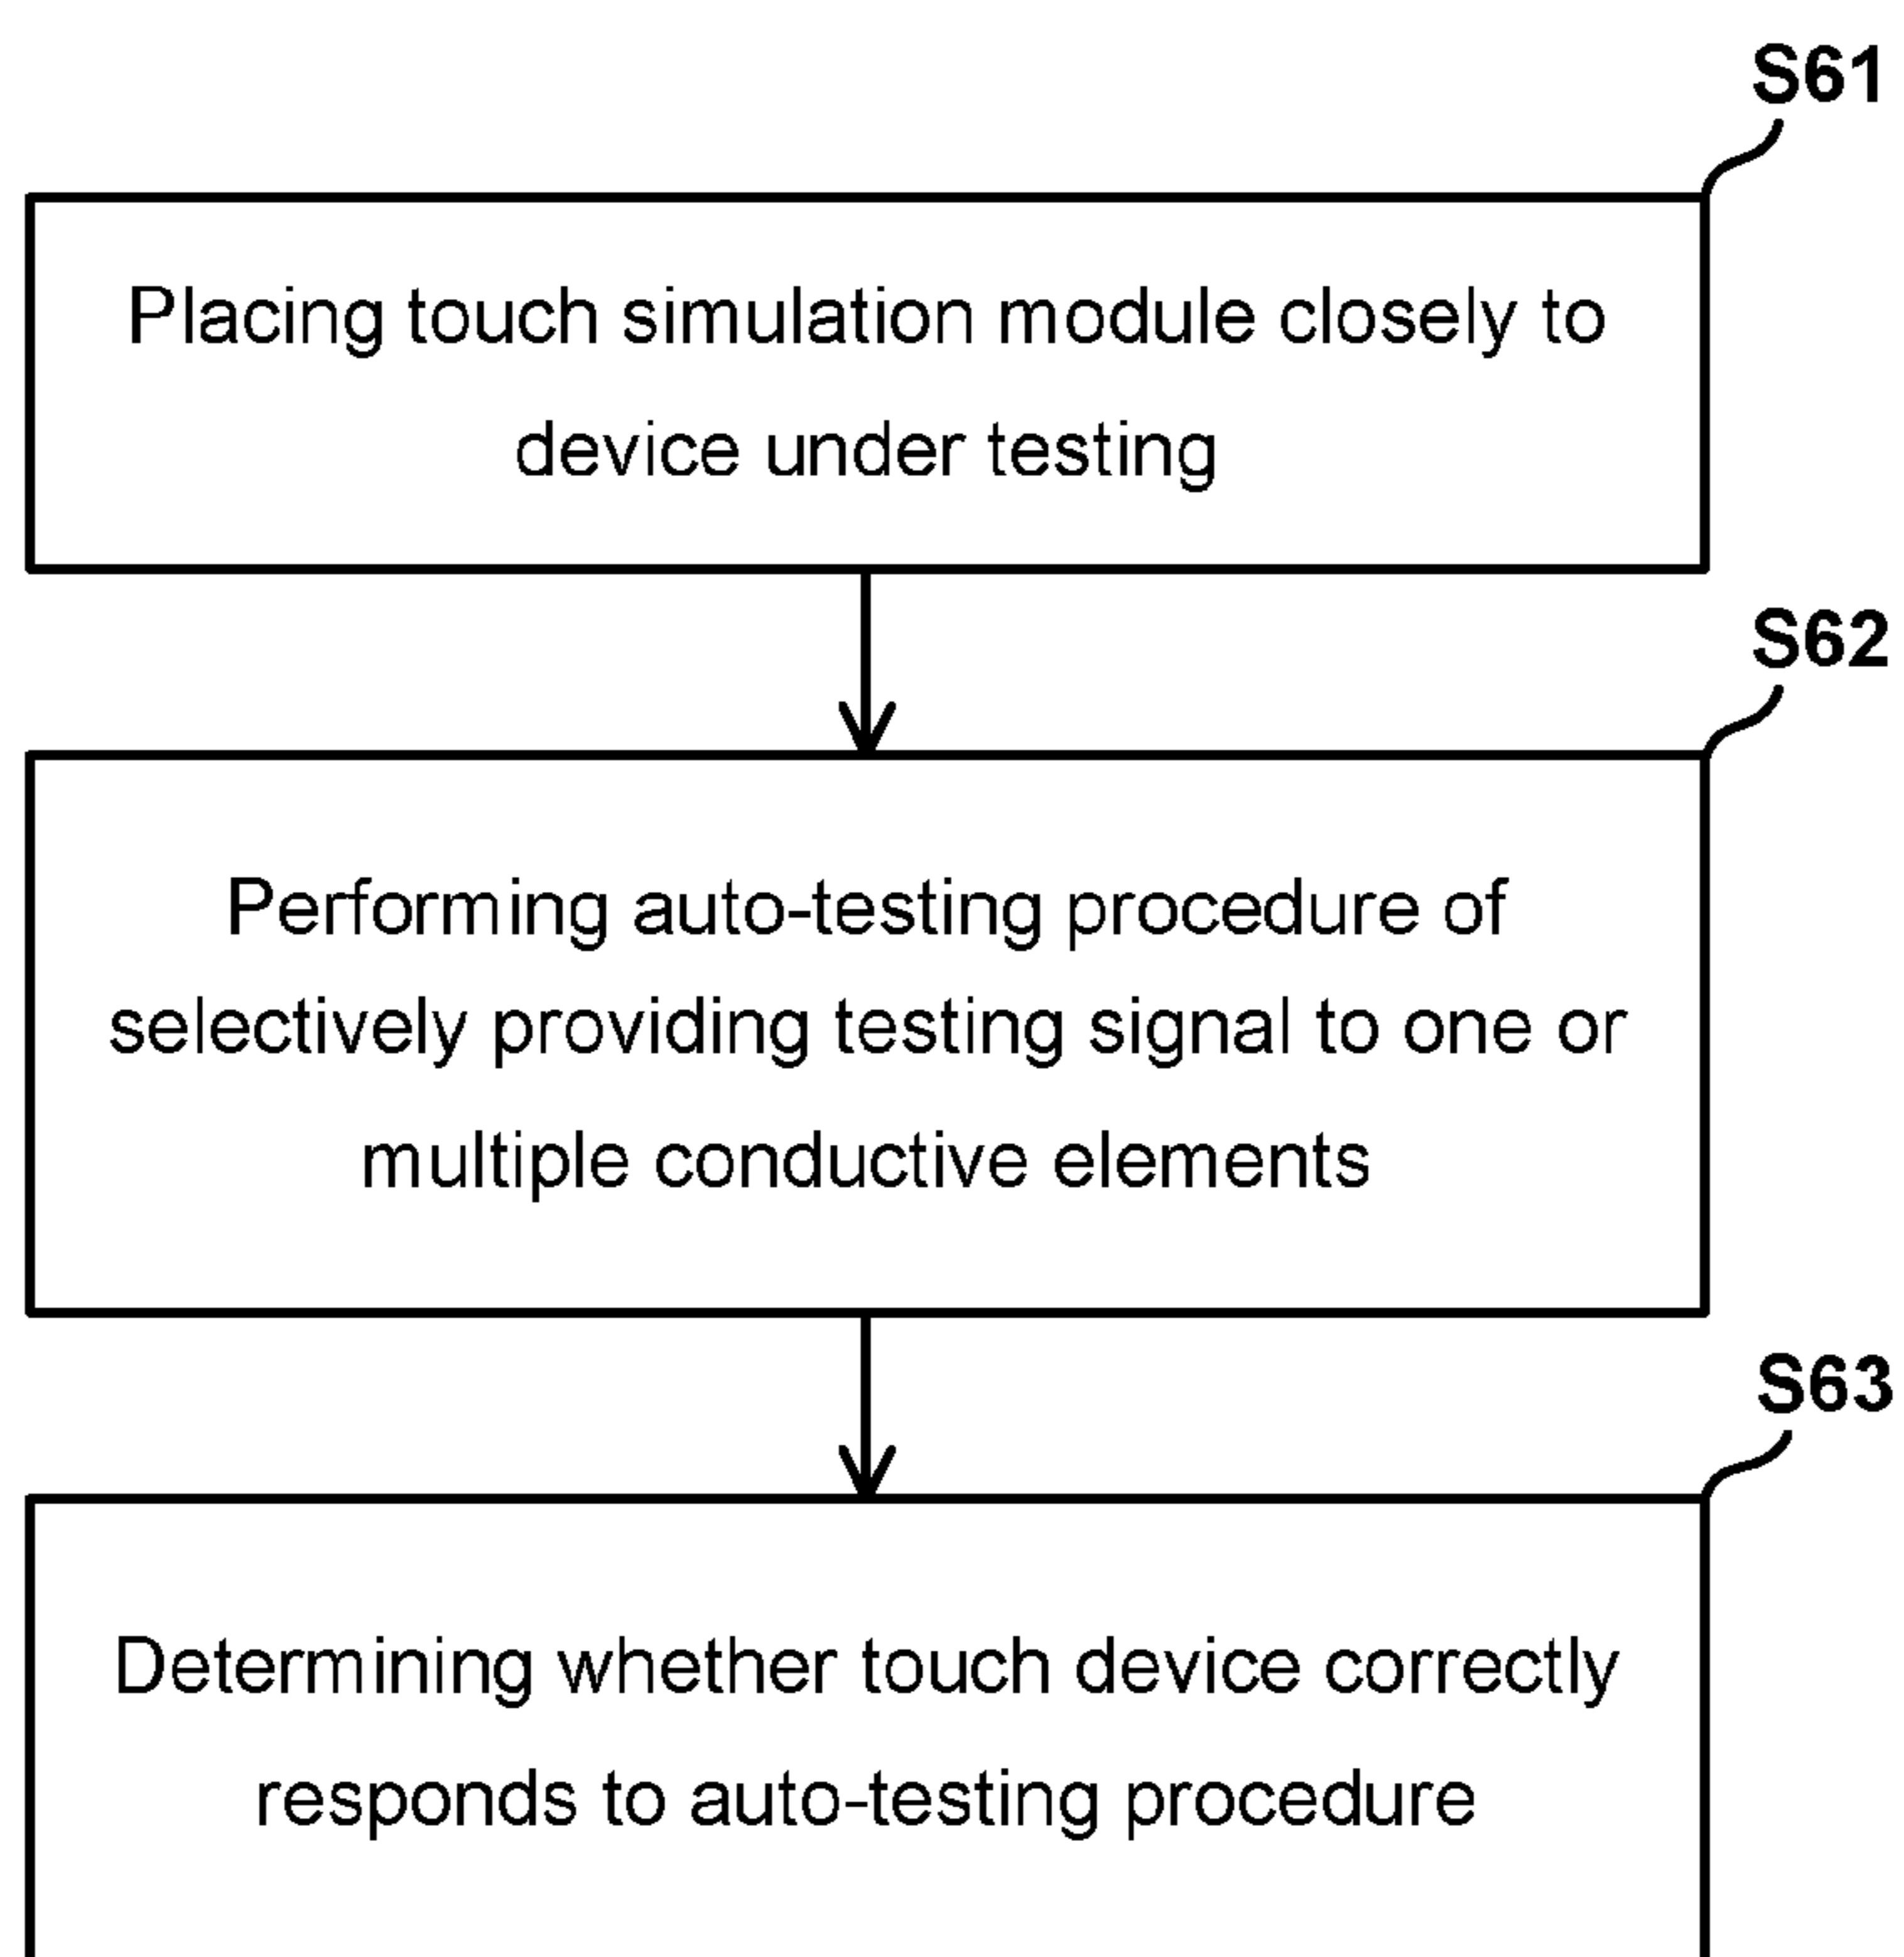 S61
Placing touch simulation module closely to
device under testing
S62
Performing auto-testing procedure of
selectively providing testing signal to one or
multiple conductive elements
S63
Determining whether touch device correctly
responds to auto-testing procedure